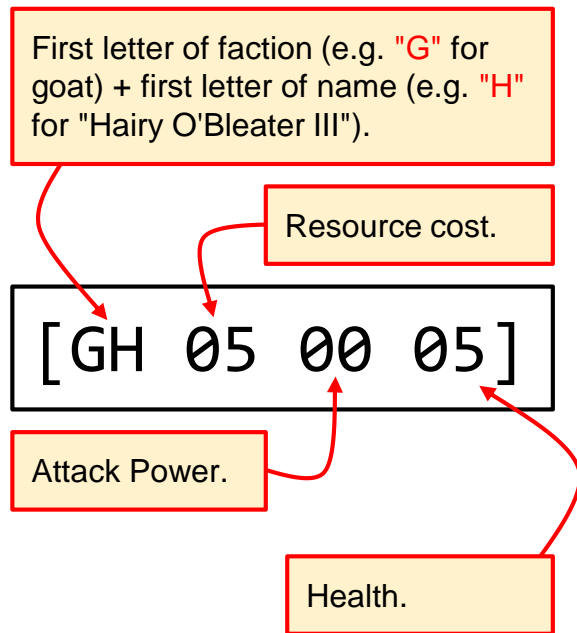 First letter of faction (e.g. "G" for
goat) + first letter of name (e.g. "H"
for "Hairy O'Bleater III").
Resource cost.
[GH 05 00 05]
Attack Power.
Health.